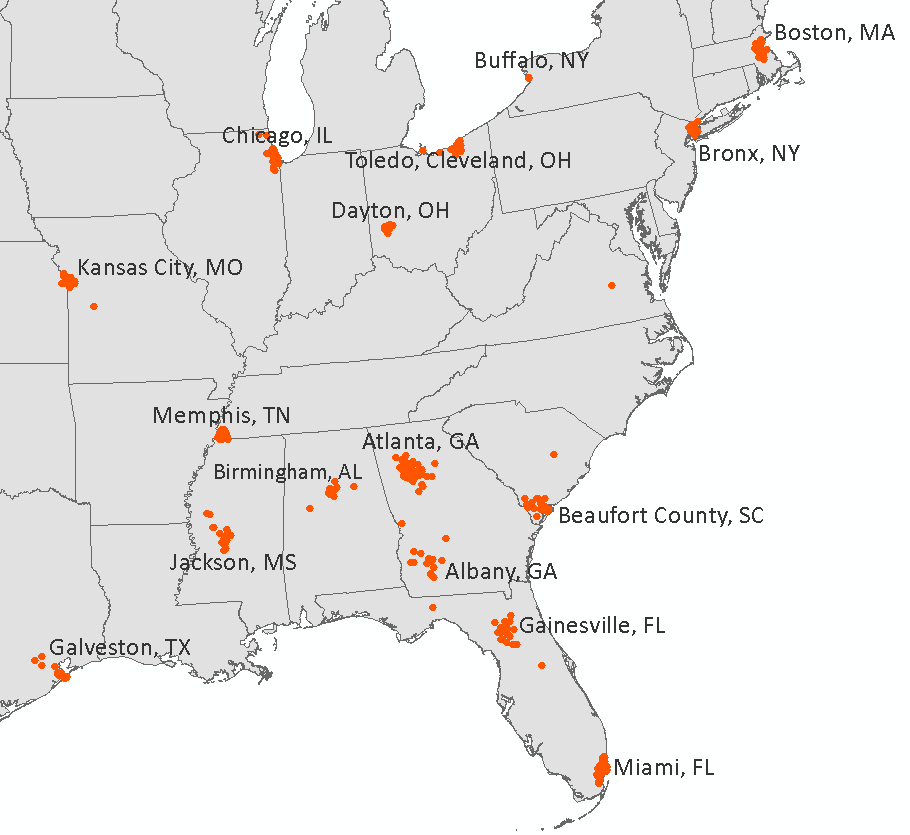 Boston, MA
Buffalo, NY
Chicago, IL
Bronx, NY
Toledo, Cleveland, OH
Dayton, OH
Kansas City, MO
Memphis, TN
Atlanta, GA
Birmingham, AL
Beaufort County, SC
Jackson, MS
Albany, GA
Gainesville, FL
Galveston, TX
Miami, FL